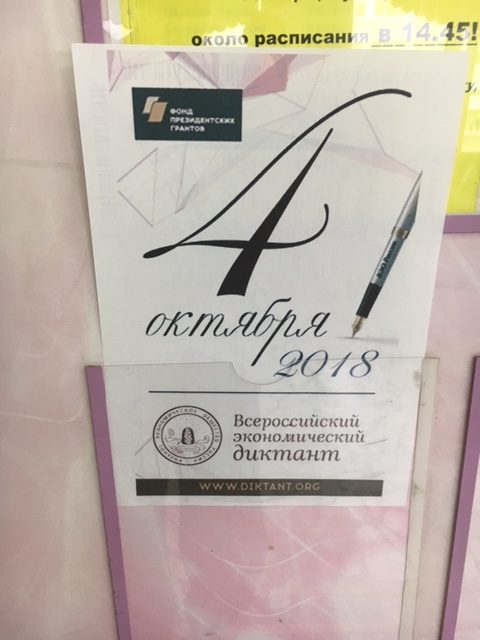 около расписания в 14.45!
ФОНД
ПРЕЗИДЕНТСКИХ
ГРАНТОВ
4
октября
2018
Всероссийский
экономический
диктант
WWW.DIKTANT.ORG